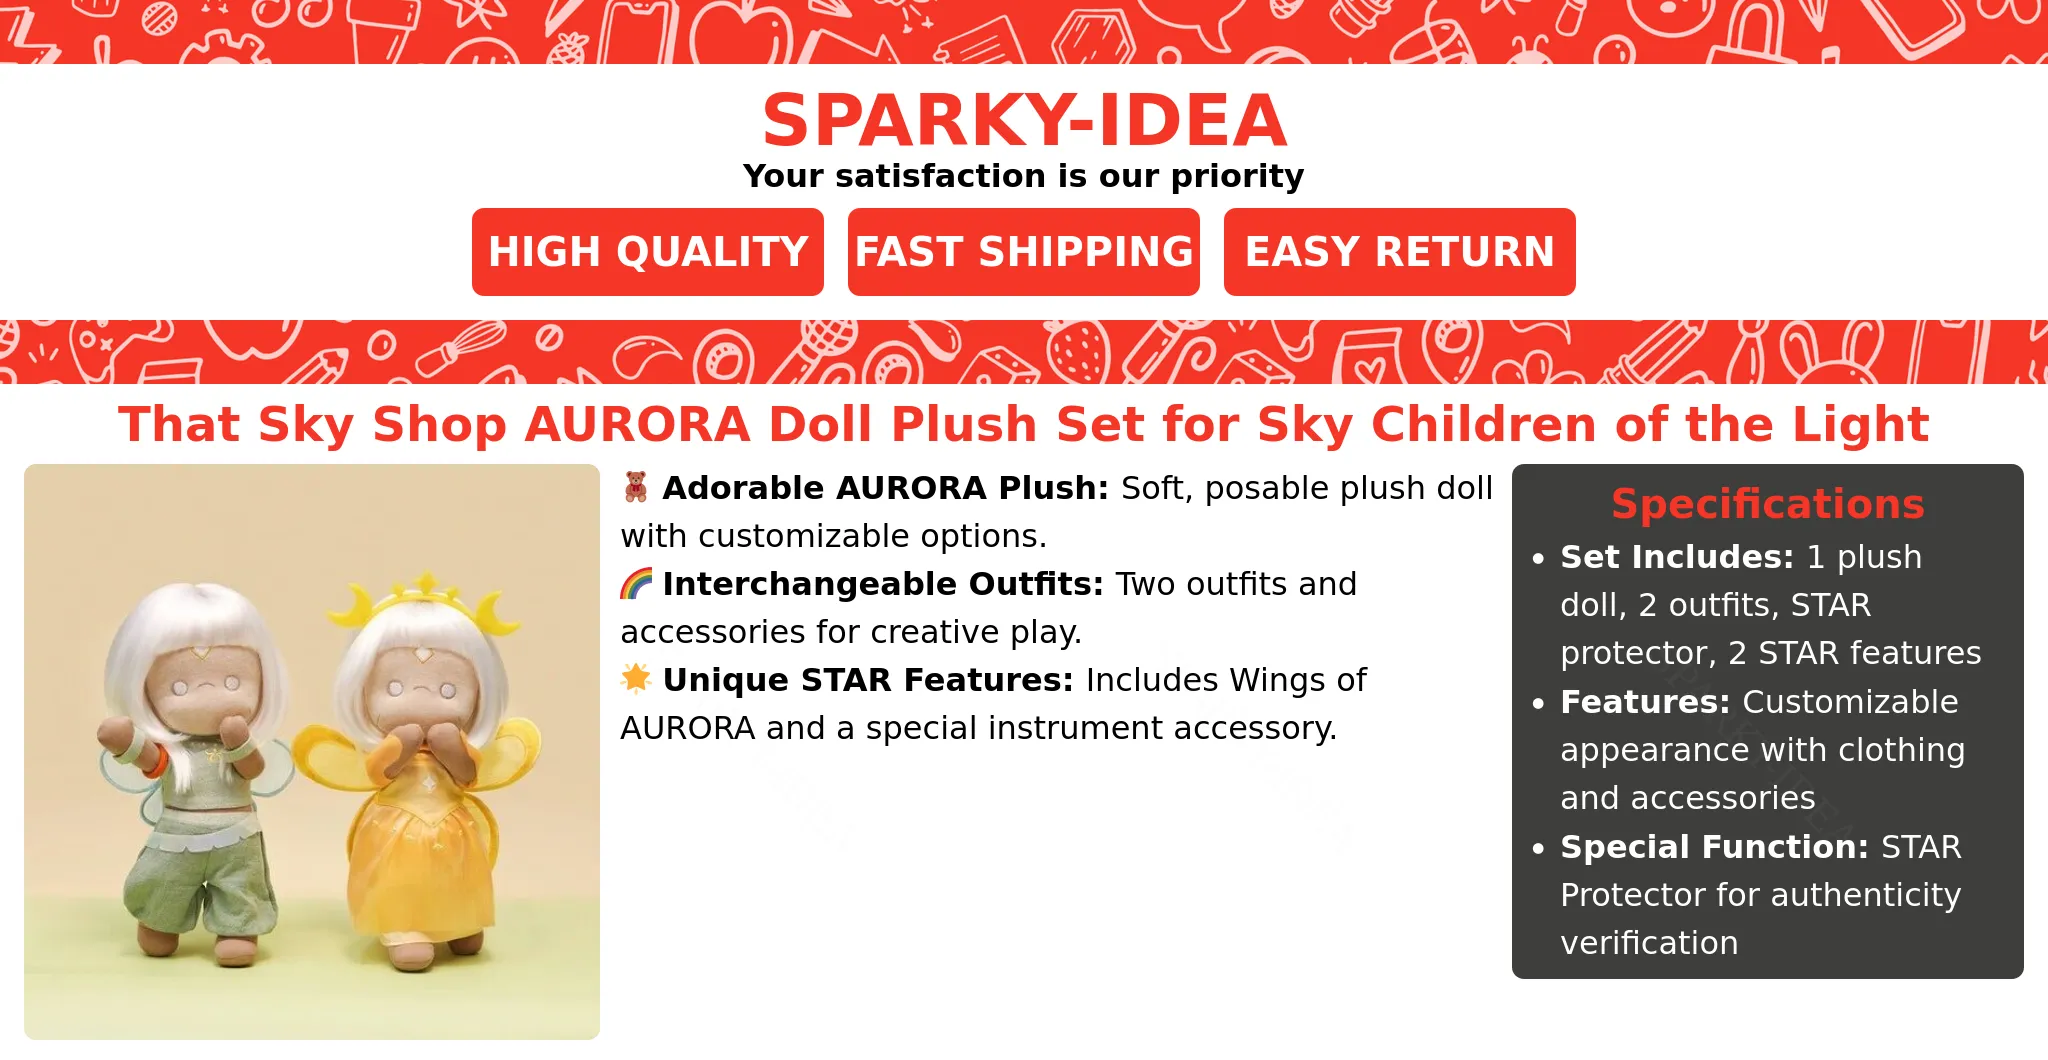 SPARKY-IDEA
Your satisfaction is our priority
HIGH QUALITY
FAST SHIPPING
EASY RETURN
That Sky Shop AURORA Doll Plush Set for Sky Children of the Light
🧸 Adorable AURORA Plush: Soft, posable plush doll
with customizable options.
🌈 Interchangeable Outfits: Two outfits and
accessories for creative play.
🌟 Unique STAR Features: Includes Wings of
AURORA and a special instrument accessory.
Specifications
• Set Includes: 1 plush
doll, 2 outfits, STAR
protector, 2 STAR features
• Features: Customizable
appearance with clothing
and accessories
• Special Function: STAR
Protector for authenticity
verification